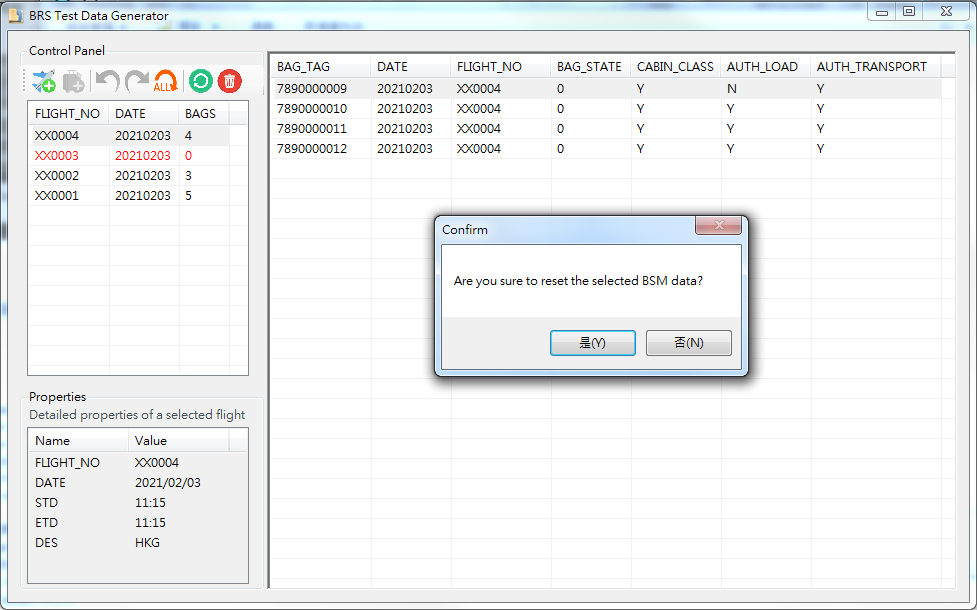 BRS Test Data Generator
Control Panel
ALL
FLIGHT_NO DATE BAGS
XX0004 20210203 4
XX0003 20210203 0
XX0002 20210203 3
XX0001 20210203 5
Properties
Detailed properties of a selected flight
Name Value
FLIGHT_NO XX0004
DATE 2021/02/03
STD 11:15
ETD 11:15
DES HKG
BAG_TAG DATE FLIGHT_NO BAG_STATE CABIN_CLASS AUTH_LOAD AUTH_TRANSPORT
7890000009 20210203 XX0004 0 Y N Y
7890000010 20210203 XX0004 0 Y Y Y
7890000011 20210203 XX0004 0 Y Y Y
7890000012 20210203 XX0004 0 Y Y Y
Confirm
Are you sure to reset the selected BSM data?
是(Y) 否(N)